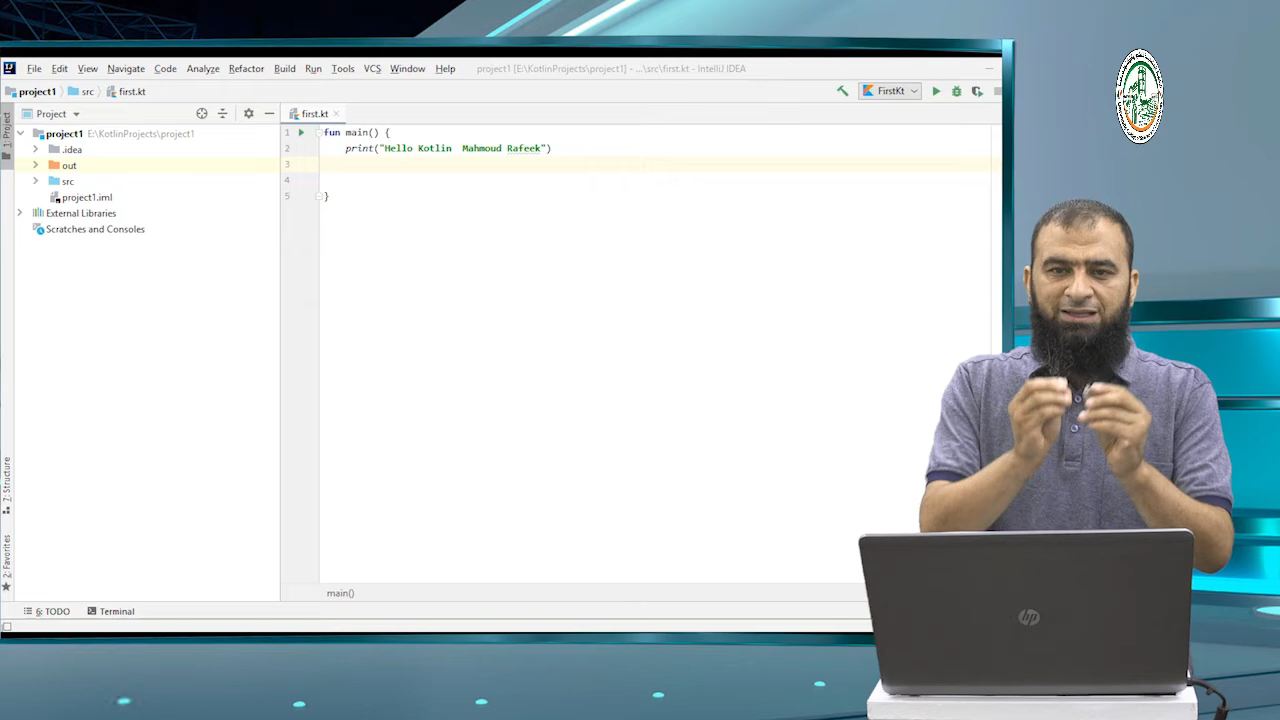 File Edit View Navigate Code Analyze Refactor Build Run Tools VCS Window Help project1 [E:\KotlinProjects\project1] - ...\src\first.kt - IntelliJ IDEA
project1 src first.kt
FirstKt
1: Project
Project
first.kt
project1 E:\KotlinProjects\project1
.idea
out
src
project1.iml
External Libraries
Scratches and Consoles
1 fun main() {
2 print("Hello Kotlin  Mahmoud Rafeek")
3
4
5 }
7: Structure
2: Favorites
main()
6: TODO Terminal
hp